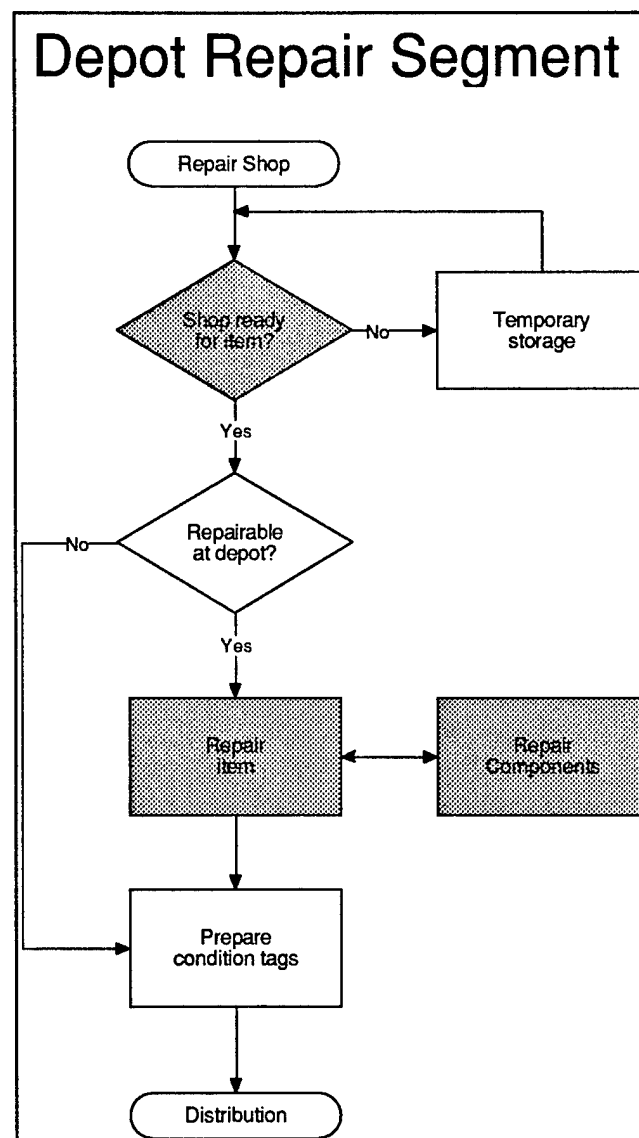 Depot Repair Segment
Repair Shop
Shop ready
for item?
No
Temporary
storage
Yes
Repairable
at depot?
No
Yes
Repair
item
Repair
Components
Prepare
condition tags
Distribution